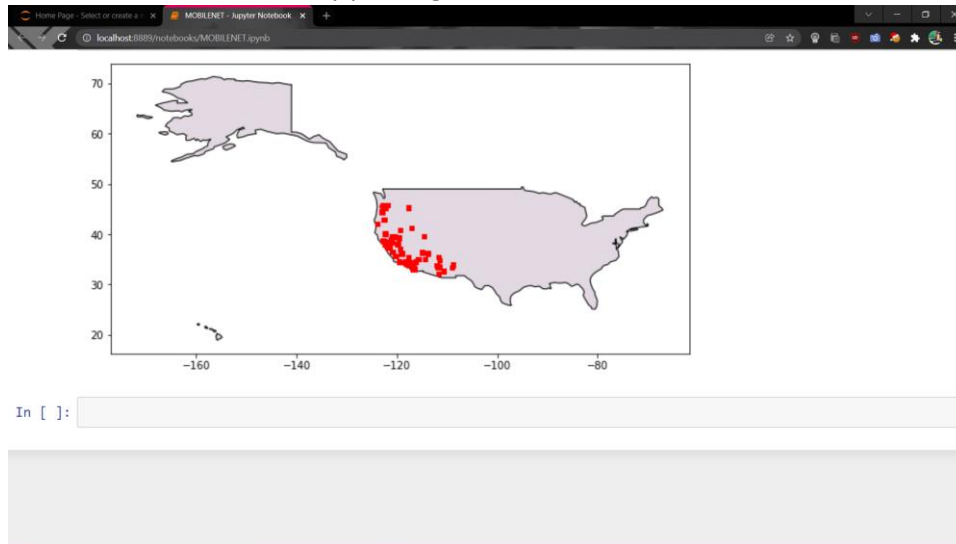 Home Page - Select or create a n
MOBILENET - Jupyter Notebook
localhost:8889/notebooks/MOBILENET.ipynb
70
60
50
40
30
20
−160 −140 −120 −100 −80
In [ ]: